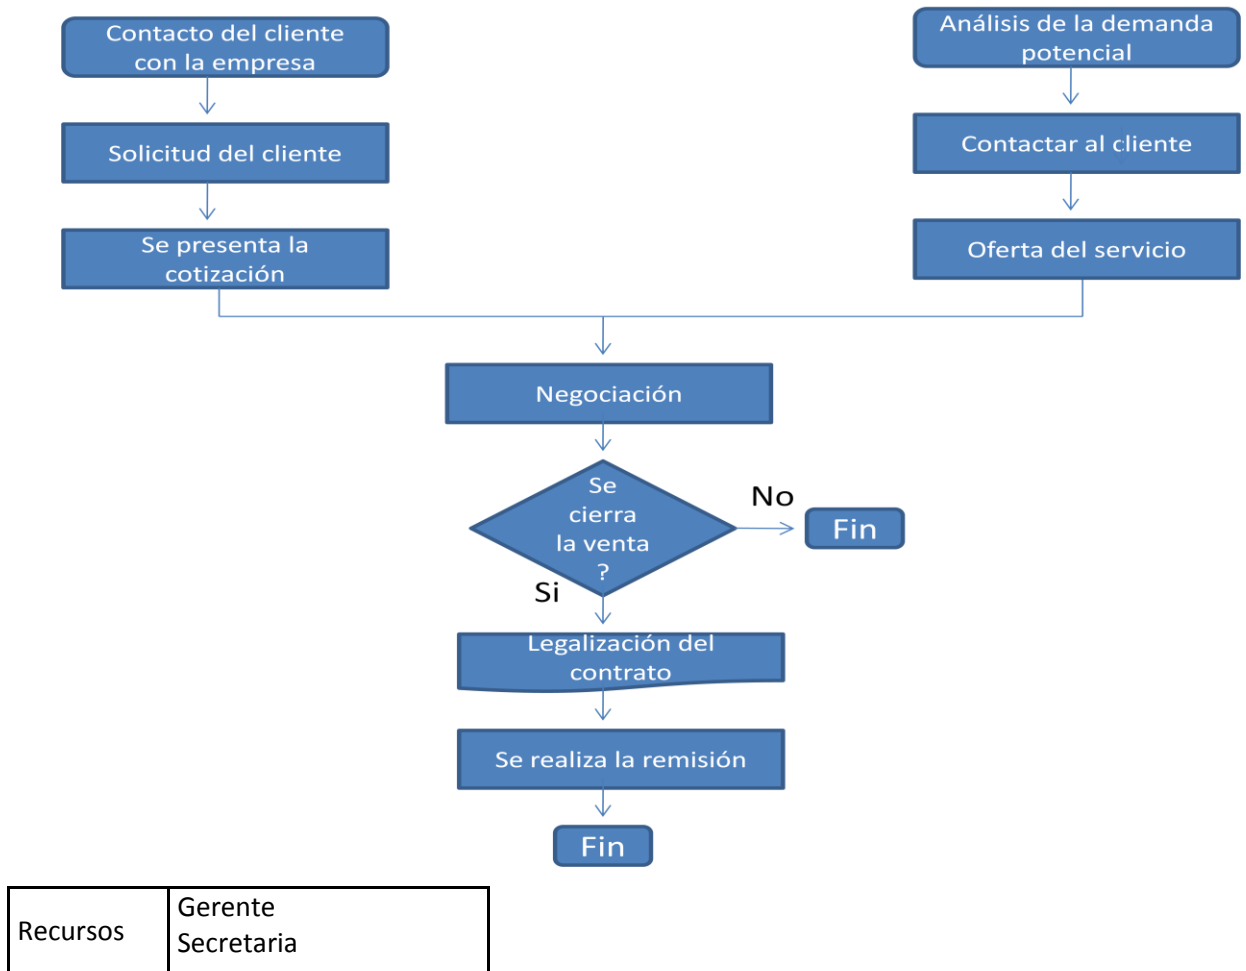 Contacto del cliente
con la empresa
Solicitud del cliente
Se presenta la
cotización
Análisis de la demanda
potencial
Contactar al cliente
Oferta del servicio
Negociación
Se
cierra
la venta
?
No
Fin
Si
Legalización del
contrato
Se realiza la remisión
Fin
Recursos
Gerente
Secretaria